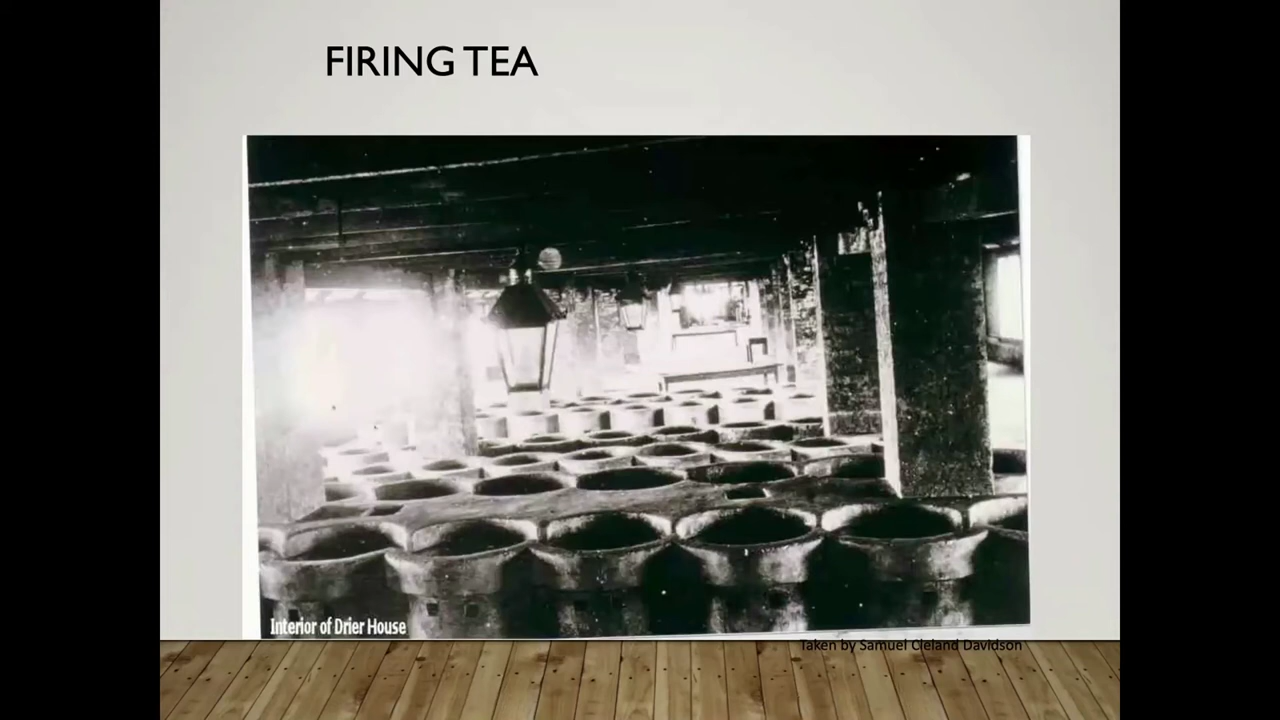 FIRING TEA
Interior of Drier House
Taken by Samuel Cleland Davidson